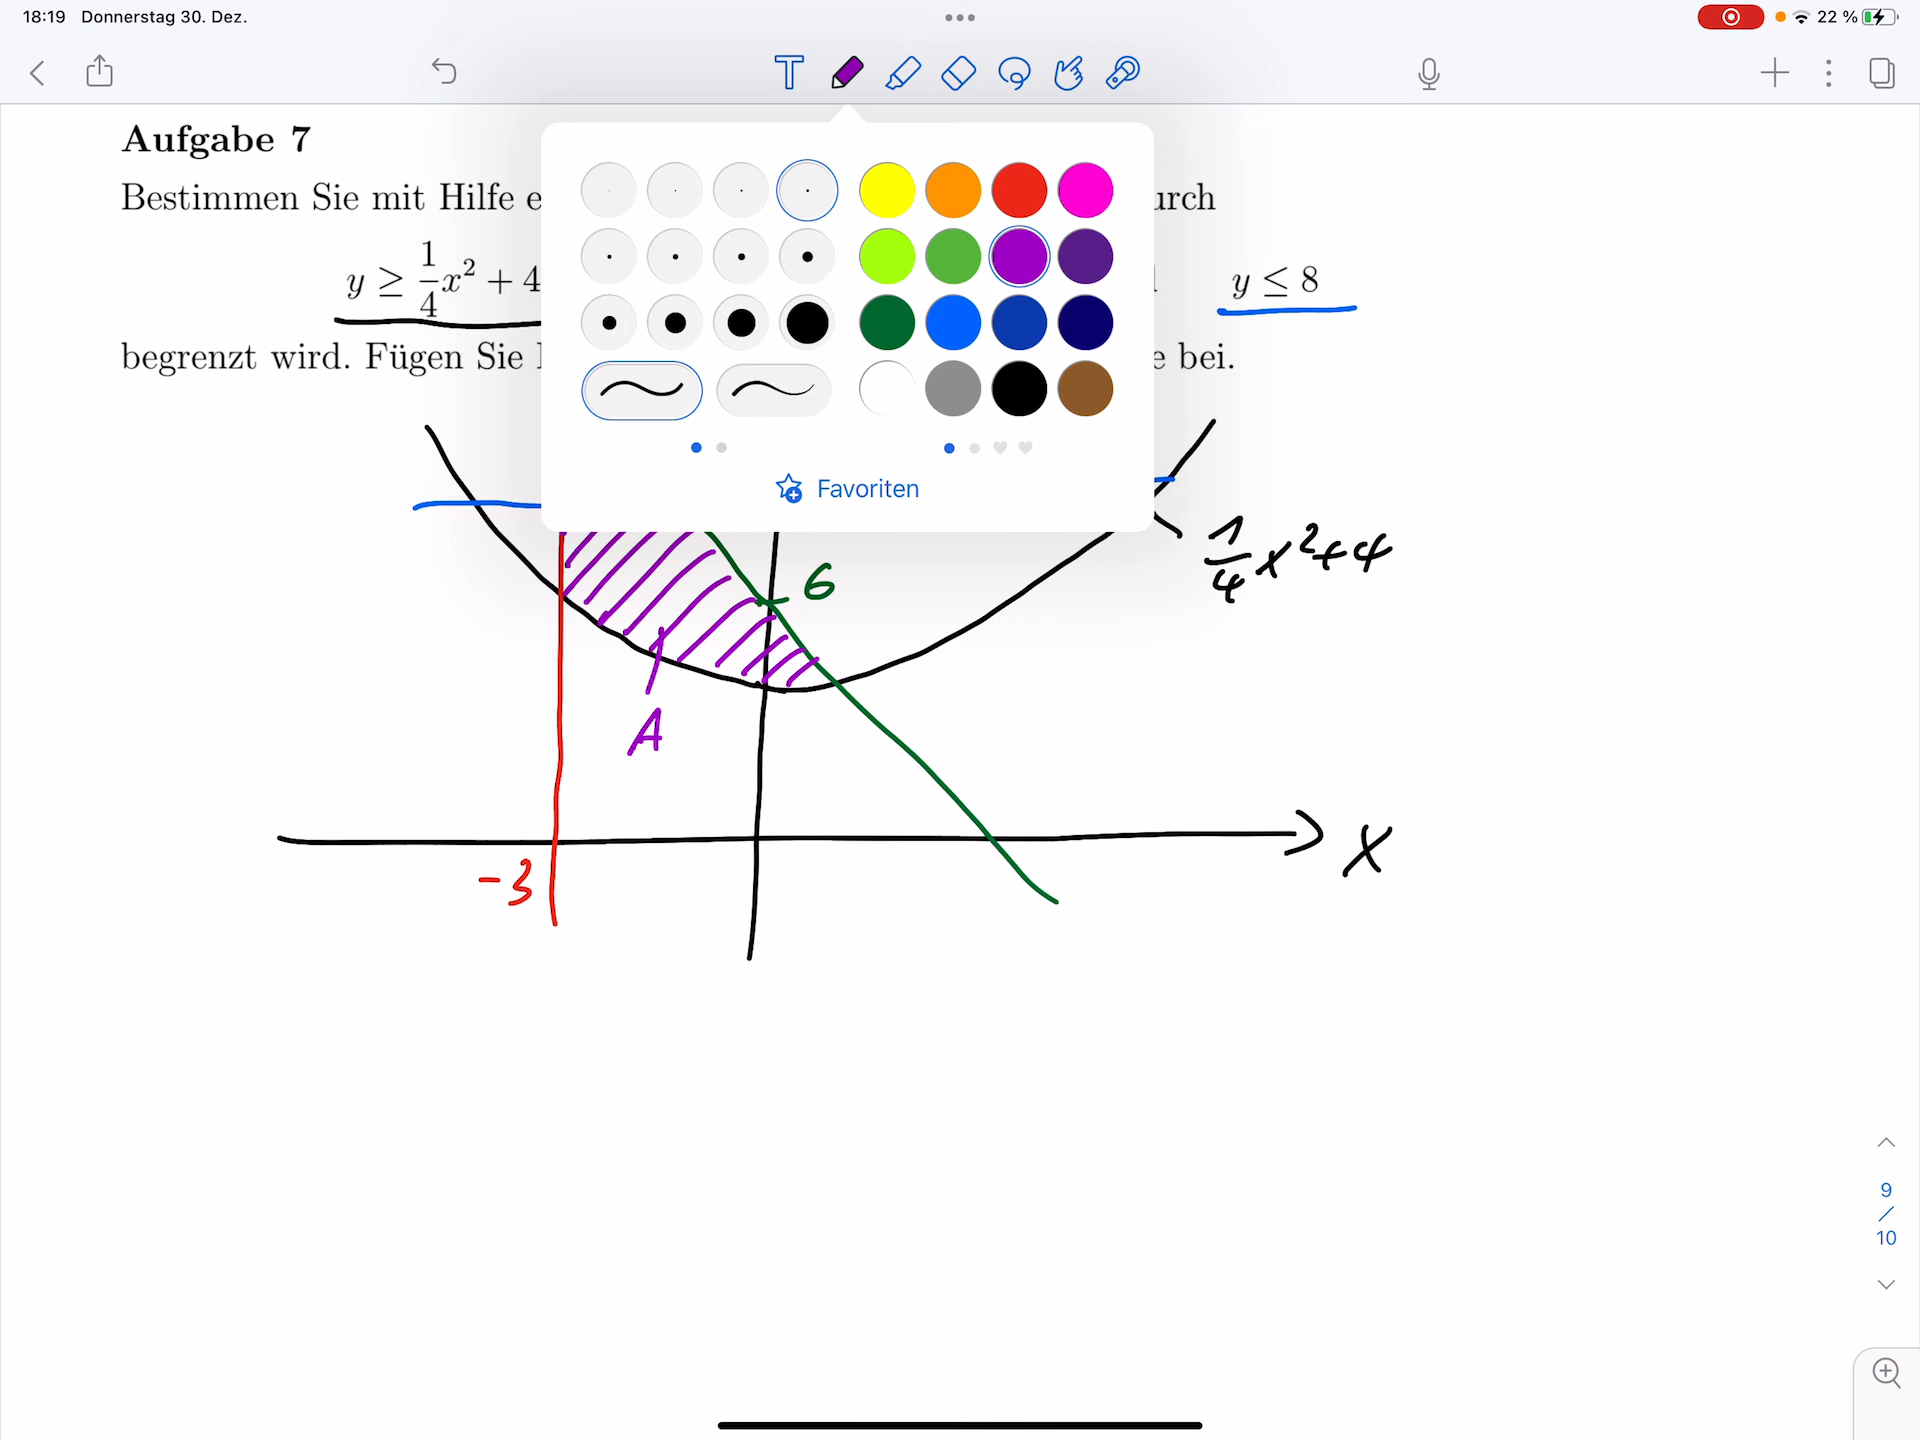 18:19 Donnerstag 30. Dez. 22 %
Aufgabe 7
Bestimmen Sie mit Hilfe
y ≥ 1/4 x² + 4 y ≤ 8
begrenzt wird. Fügen Sie bei.
Favoriten
1/4 x² + 4
6
A
-3
x
9
/
10